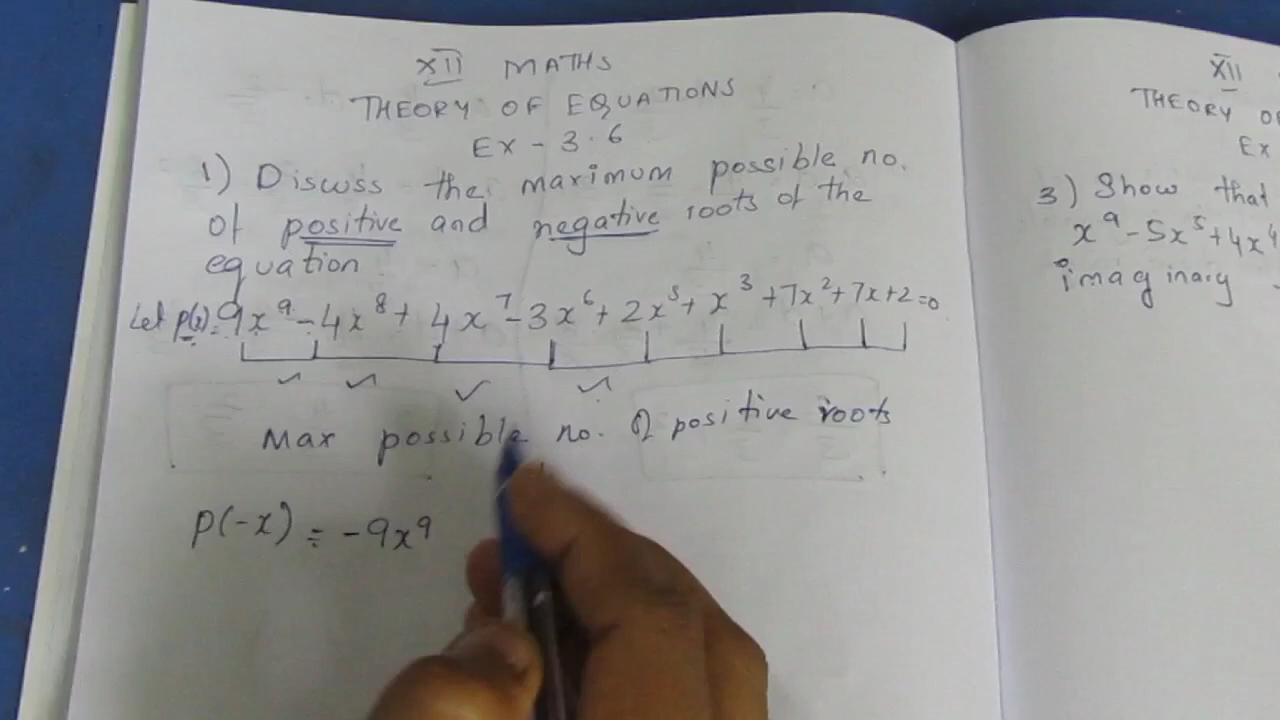 XII MATHS
THEORY OF EQUATIONS
EX - 3.6
1) Discuss the maximum possible no.
of positive and negative roots of the
equation
Let p(x)= 9x⁹ - 4x⁸ + 4x⁷ - 3x⁶ + 2x⁵ + x³ + 7x² + 7x + 2 = 0
Max possible no. of positive roots
P(-x) = -9x⁹
XII
THEORY OF
EX
3) Show that
x⁹ - 5x⁵ + 4x⁴
imaginary